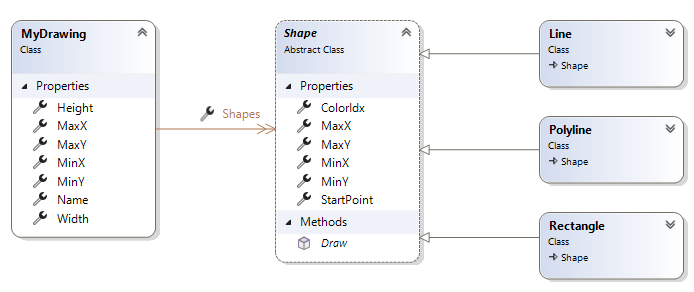 MyDrawing
Class
Properties
Height
MaxX
MaxY
MinX
MinY
Name
Width
Shapes
Shape
Abstract Class
Properties
ColorIdx
MaxX
MaxY
MinX
MinY
StartPoint
Methods
Draw
Line
Class
Shape
Polyline
Class
Shape
Rectangle
Class
Shape